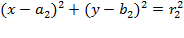 (x − a₂)² + (y − b₂)² = r₂²